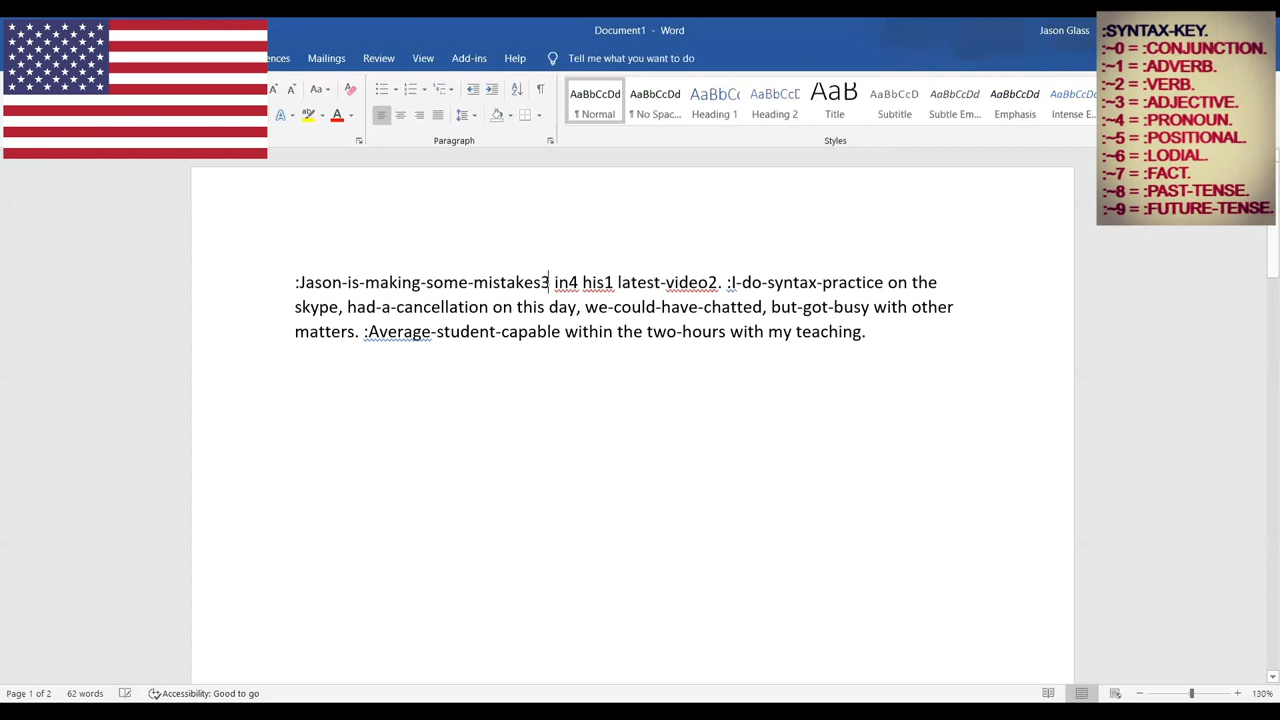 Document1 - Word
Jason Glass
ences Mailings Review View Add-ins Help Tell me what you want to do
Aa
A A
AaBbCcDd AaBbCcDd AaBbCc AaBbCcD AaB AaBbCcD AaBbCcDd AaBbCcDd AaBbCcDd
¶ Normal ¶ No Spac... Heading 1 Heading 2 Title Subtitle Subtle Em... Emphasis Intense E...
Paragraph Styles
:SYNTAX-KEY.
:~0 = :CONJUNCTION.
:~1 = :ADVERB.
:~2 = :VERB.
:~3 = :ADJECTIVE.
:~4 = :PRONOUN.
:~5 = :POSITIONAL.
:~6 = :LODIAL.
:~7 = :FACT.
:~8 = :PAST-TENSE.
:~9 = :FUTURE-TENSE.
:Jason-is-making-some-mistakes3 in4 his1 latest-video2. :I-do-syntax-practice on the
skype, had-a-cancellation on this day, we-could-have-chatted, but-got-busy with other
matters. :Average-student-capable within the two-hours with my teaching.
Page 1 of 2 62 words Accessibility: Good to go 130%